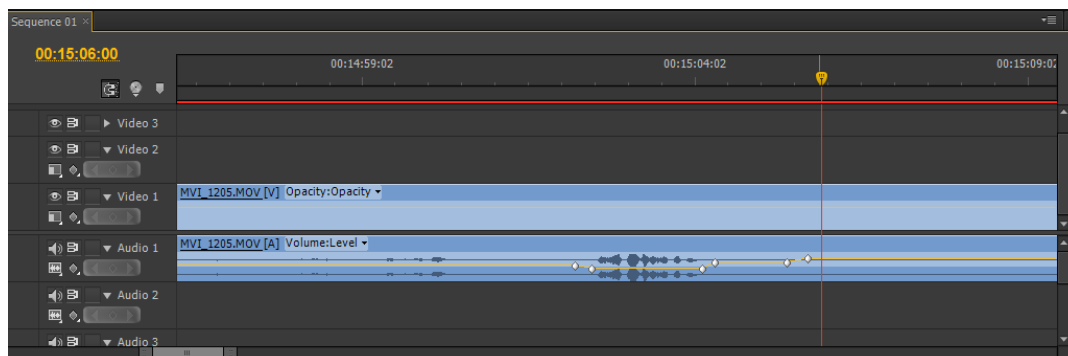 Sequence 01 ×
00:15:06:00
00:14:59:02 00:15:04:02 00:15:09:02
Video 3
Video 2
Video 1 MVI_1205.MOV [V] Opacity:Opacity
Audio 1 MVI_1205.MOV [A] Volume:Level
Audio 2
Audio 3